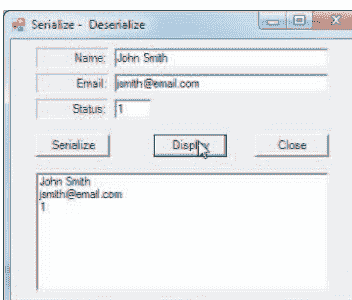 Serialize - Deserialize
Name: John Smith
Email: jsmith@email.com
Status: 1
Serialize Display Close
John Smith
jsmith@email.com
1